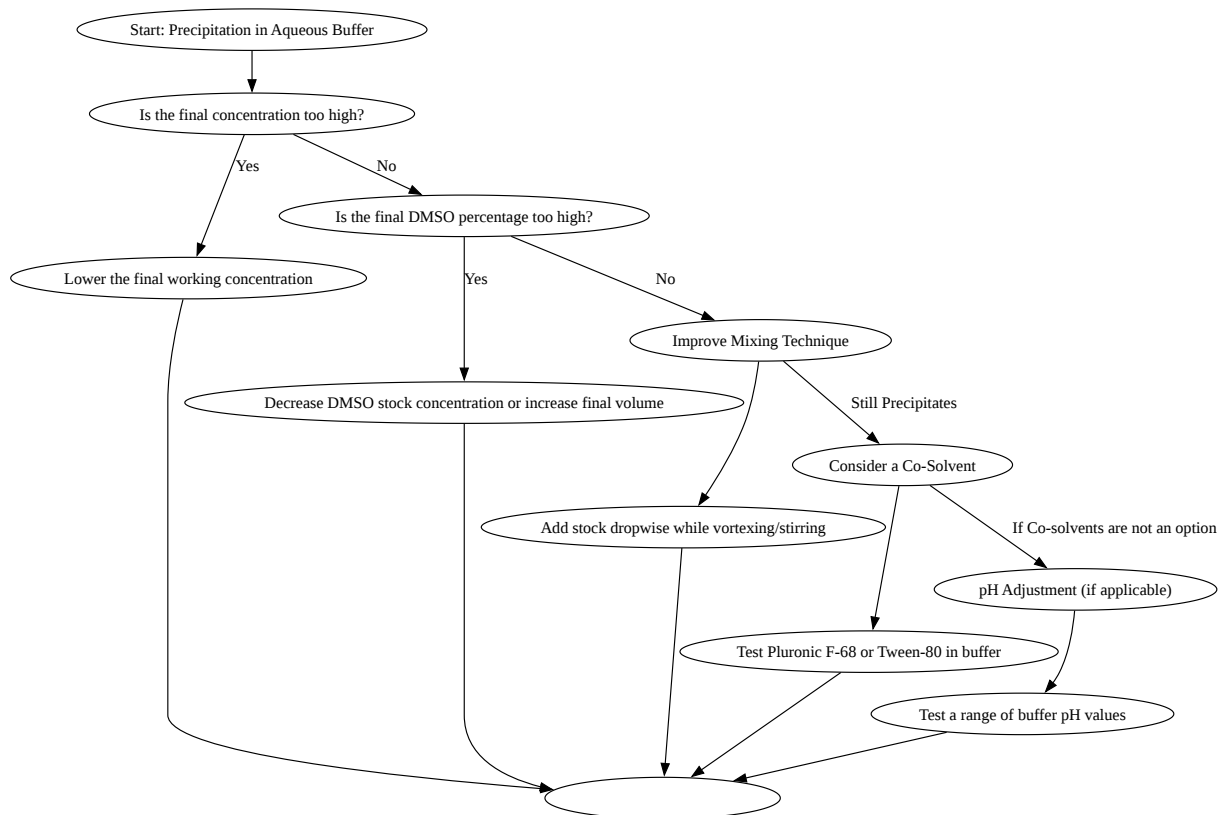 Start: Precipitation in Aqueous Buffer
Is the final concentration too high?
Yes
No
Is the final DMSO percentage too high?
Lower the final working concentration
Yes
No
Improve Mixing Technique
Decrease DMSO stock concentration or increase final volume
Still Precipitates
Consider a Co-Solvent
Add stock dropwise while vortexing/stirring
If Co-solvents are not an option
pH Adjustment (if applicable)
Test Pluronic F-68 or Tween-80 in buffer
Test a range of buffer pH values